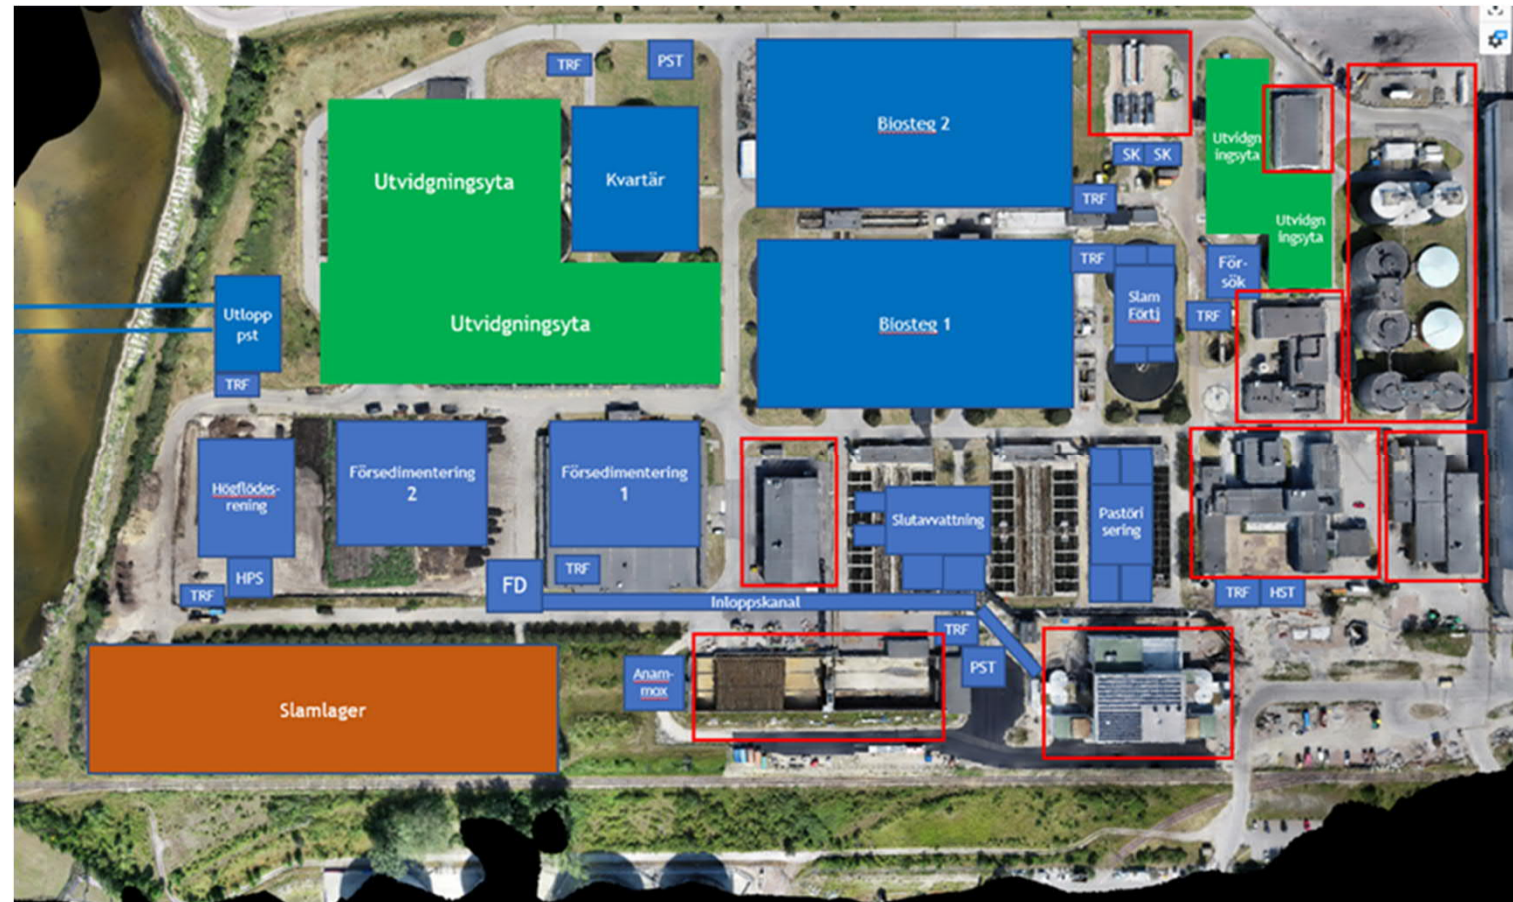 TRF
PST
Biosteg 2
Utvidgningsyta
Kvartär
Utvidgn
ingsyta
SK
SK
TRF
Utvidgn
ingsyta
TRF
För-
sök
Utlopp
pst
Utvidgningsyta
Biosteg 1
Slam
Förtj
TRF
TRF
Högflödes-
rening
Försedimentering
2
Försedimentering
1
Slutavvattning
Pastöri
sering
HPS
TRF
FD
TRF
Inloppskanal
TRF
HST
TRF
PST
Anam-
mox
Slamlager